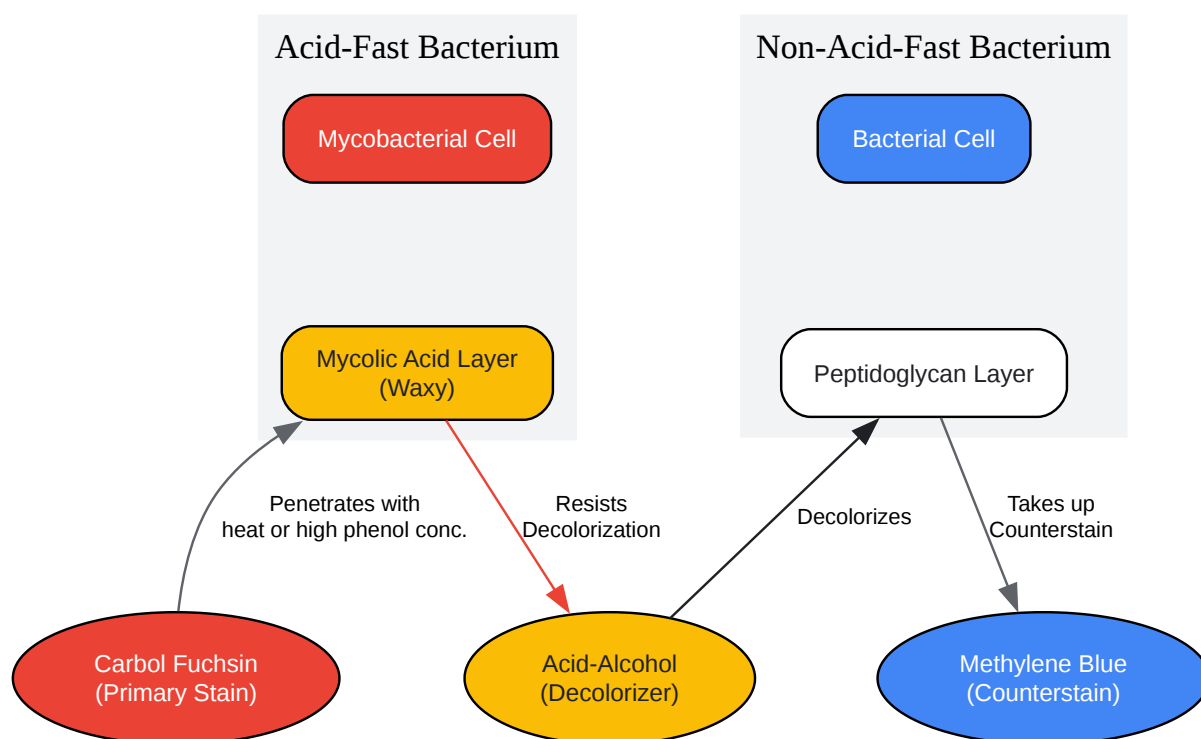 Acid-Fast Bacterium
Non-Acid-Fast Bacterium
Mycobacterial Cell
Bacterial Cell
Mycolic Acid Layer
(Waxy)
Peptidoglycan Layer
Penetrates with
heat or high phenol conc.
Resists
Decolorization
Decolorizes
Takes up
Counterstain
Carbol Fuchsin
(Primary Stain)
Acid-Alcohol
(Decolorizer)
Methylene Blue
(Counterstain)